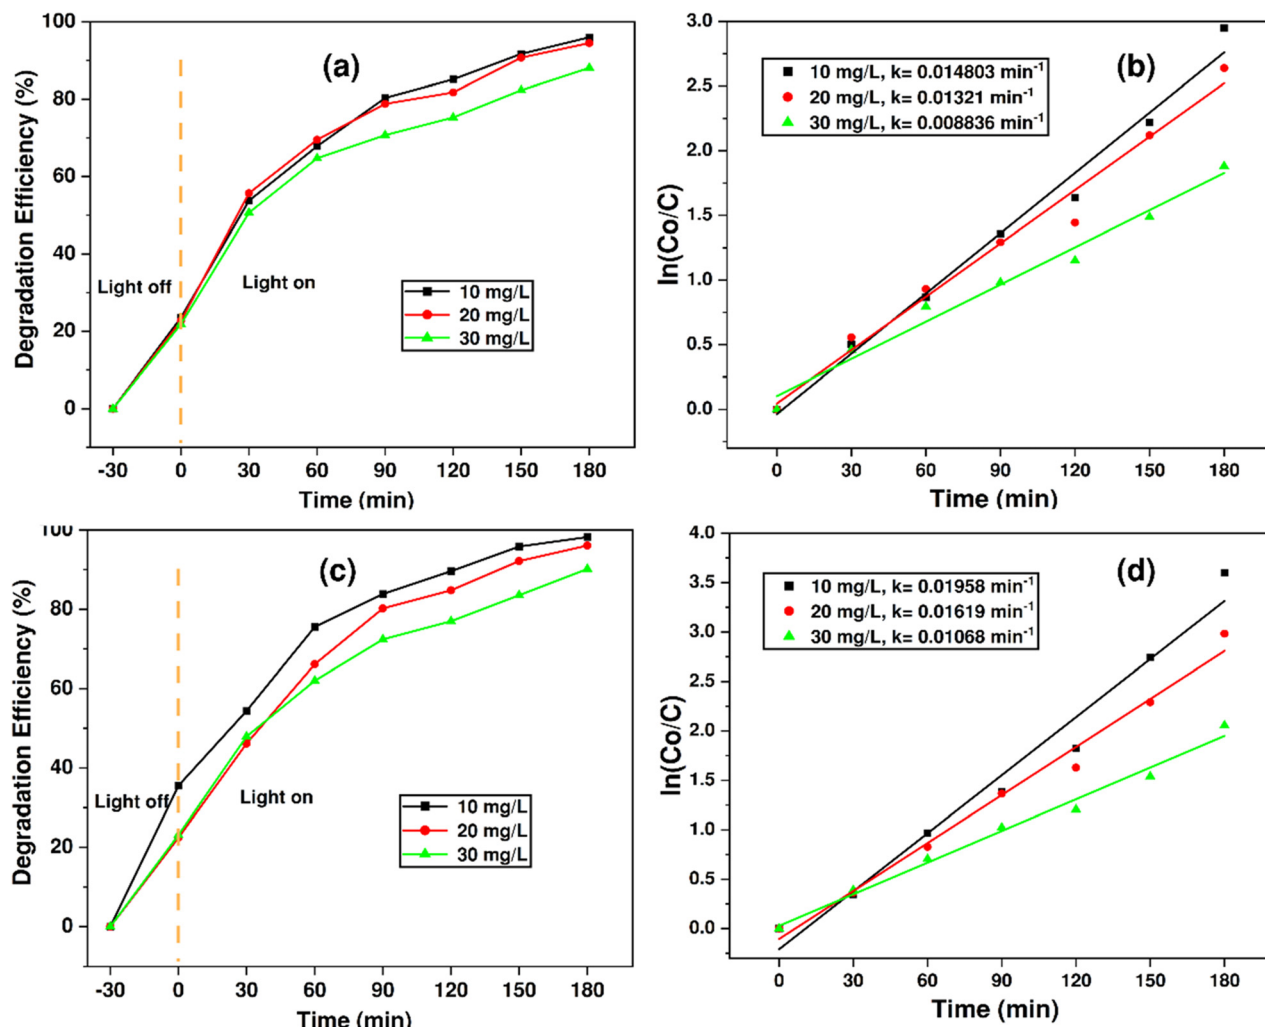 (a)
Degradation Efficiency (%)
100
80
60
40
20
0
Light off
Light on
10 mg/L
20 mg/L
30 mg/L
-30 0 30 60 90 120 150 180
Time (min)
(b)
ln(Co/C)
3.0
2.5
2.0
1.5
1.0
0.5
0.0
10 mg/L, k= 0.014803 min-1
20 mg/L, k= 0.01321 min-1
30 mg/L, k= 0.008836 min-1
0 30 60 90 120 150 180
Time (min)
(c)
Degradation Efficiency (%)
100
80
60
40
20
0
Light off
Light on
10 mg/L
20 mg/L
30 mg/L
-30 0 30 60 90 120 150 180
Time (min)
(d)
ln(Co/C)
4.0
3.5
3.0
2.5
2.0
1.5
1.0
0.5
0.0
10 mg/L, k= 0.01958 min-1
20 mg/L, k= 0.01619 min-1
30 mg/L, k= 0.01068 min-1
0 30 60 90 120 150 180
Time (min)